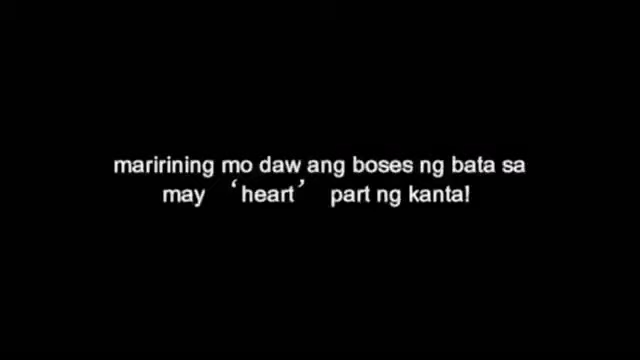 maririning mo daw ang boses ng bata sa
may ‘heart’ part ng kanta!